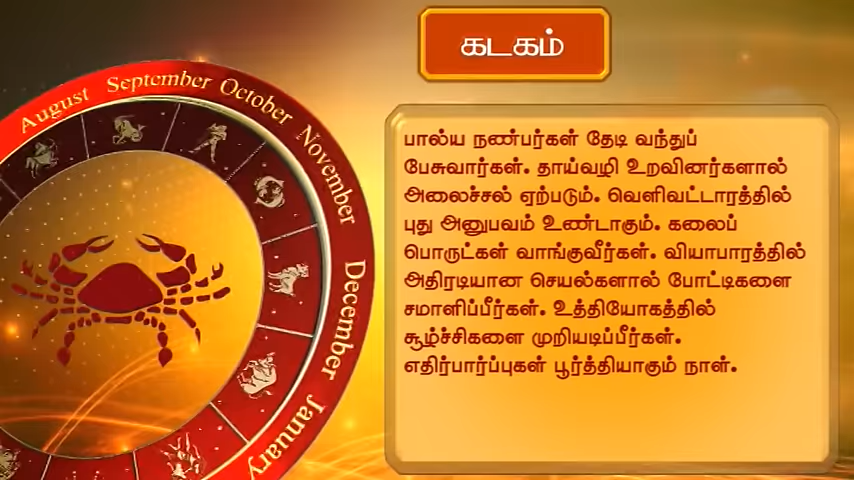 கடகம்
August September October November December January
பால்ய நண்பர்கள் தேடி வந்துப்
பேசுவார்கள். தாய்வழி உறவினர்களால்
அலைச்சல் ஏற்படும். வெளிவட்டாரத்தில்
புது அனுபவம் உண்டாகும். கலைப்
பொருட்கள் வாங்குவீர்கள். வியாபாரத்தில்
அதிரடியான செயல்களால் போட்டிகளை
சமாளிப்பீர்கள். உத்தியோகத்தில்
சூழ்ச்சிகளை முறியடிப்பீர்கள்.
எதிர்பார்ப்புகள் பூர்த்தியாகும் நாள்.